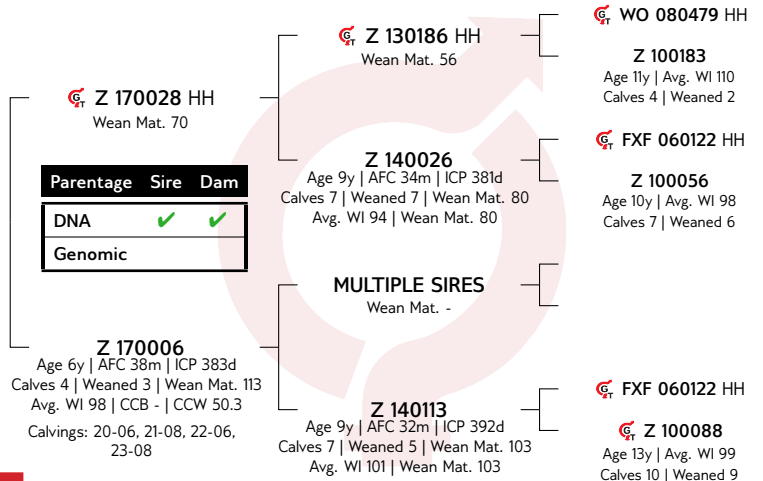 Z 170028 HH
Wean Mat. 70
Parentage Sire Dam
DNA ✔ ✔
Genomic
Z 170006
Age 6y | AFC 38m | ICP 383d
Calves 4 | Weaned 3 | Wean Mat. 113
Avg. WI 98 | CCB - | CCW 50.3
Calvings: 20-06, 21-08, 22-06,
23-08
Z 130186 HH
Wean Mat. 56
Z 140026
Age 9y | AFC 34m | ICP 381d
Calves 7 | Weaned 7 | Wean Mat. 80
Avg. WI 94 | Wean Mat. 80
MULTIPLE SIRES
Wean Mat. -
Z 140113
Age 9y | AFC 32m | ICP 392d
Calves 7 | Weaned 5 | Wean Mat. 103
Avg. WI 101 | Wean Mat. 103
GT WO 080479 HH
Z 100183
Age 11y | Avg. WI 110
Calves 4 | Weaned 2
GT FXF 060122 HH
Z 100056
Age 10y | Avg. WI 98
Calves 7 | Weaned 6
GT FXF 060122 HH
GT Z 100088
Age 13y | Avg. WI 99
Calves 10 | Weaned 9